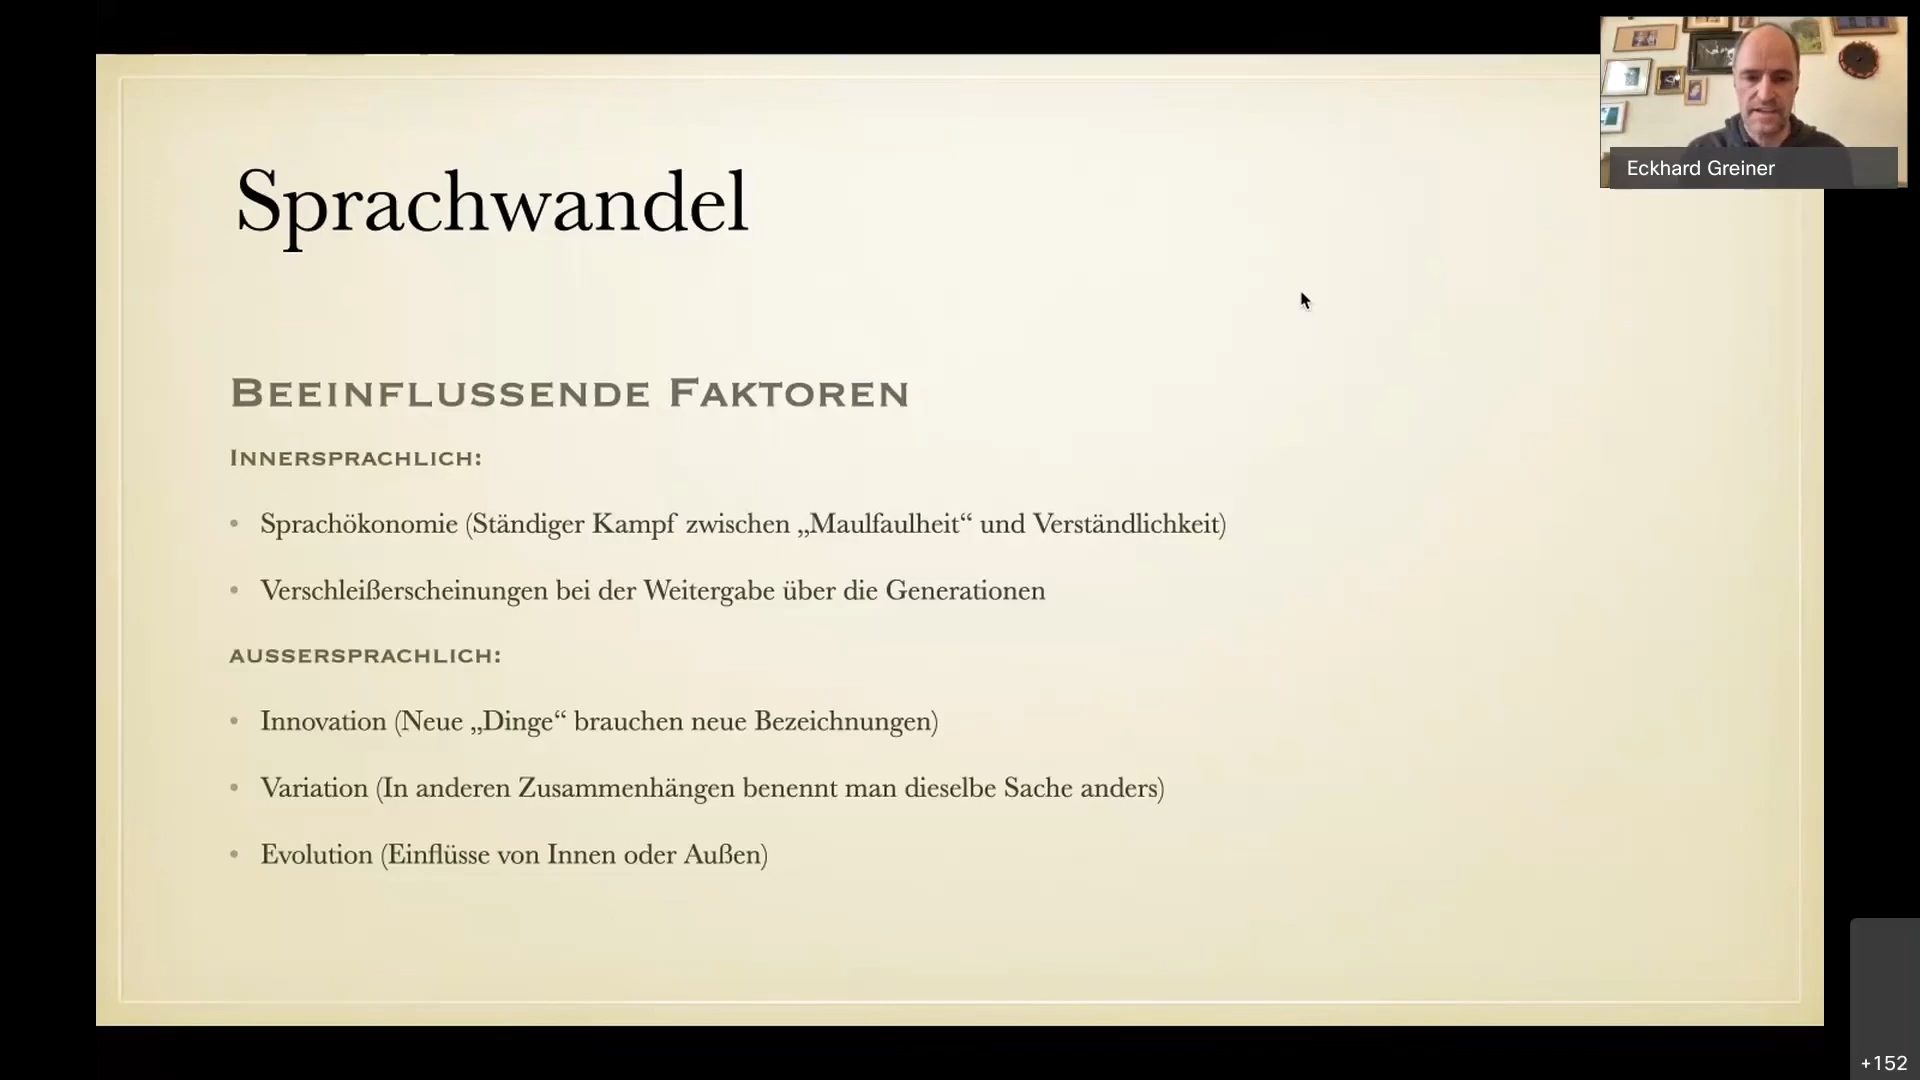 Sprachwandel
Eckhard Greiner
Beeinflussende Faktoren
Innersprachlich:
• Sprachökonomie (Ständiger Kampf zwischen „Maulfaulheit“ und Verständlichkeit)
• Verschleißerscheinungen bei der Weitergabe über die Generationen
aussersprachlich:
• Innovation (Neue „Dinge“ brauchen neue Bezeichnungen)
• Variation (In anderen Zusammenhängen benennt man dieselbe Sache anders)
• Evolution (Einflüsse von Innen oder Außen)
+152